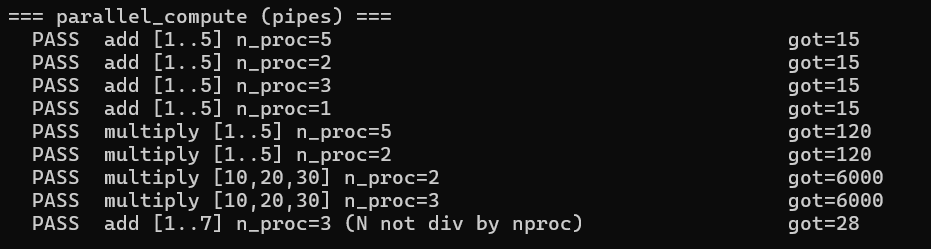 === parallel_compute (pipes) ===
PASS add [1..5] n_proc=5 got=15
PASS add [1..5] n_proc=2 got=15
PASS add [1..5] n_proc=3 got=15
PASS add [1..5] n_proc=1 got=15
PASS multiply [1..5] n_proc=5 got=120
PASS multiply [1..5] n_proc=2 got=120
PASS multiply [10,20,30] n_proc=2 got=6000
PASS multiply [10,20,30] n_proc=3 got=6000
PASS add [1..7] n_proc=3 (N not div by nproc) got=28